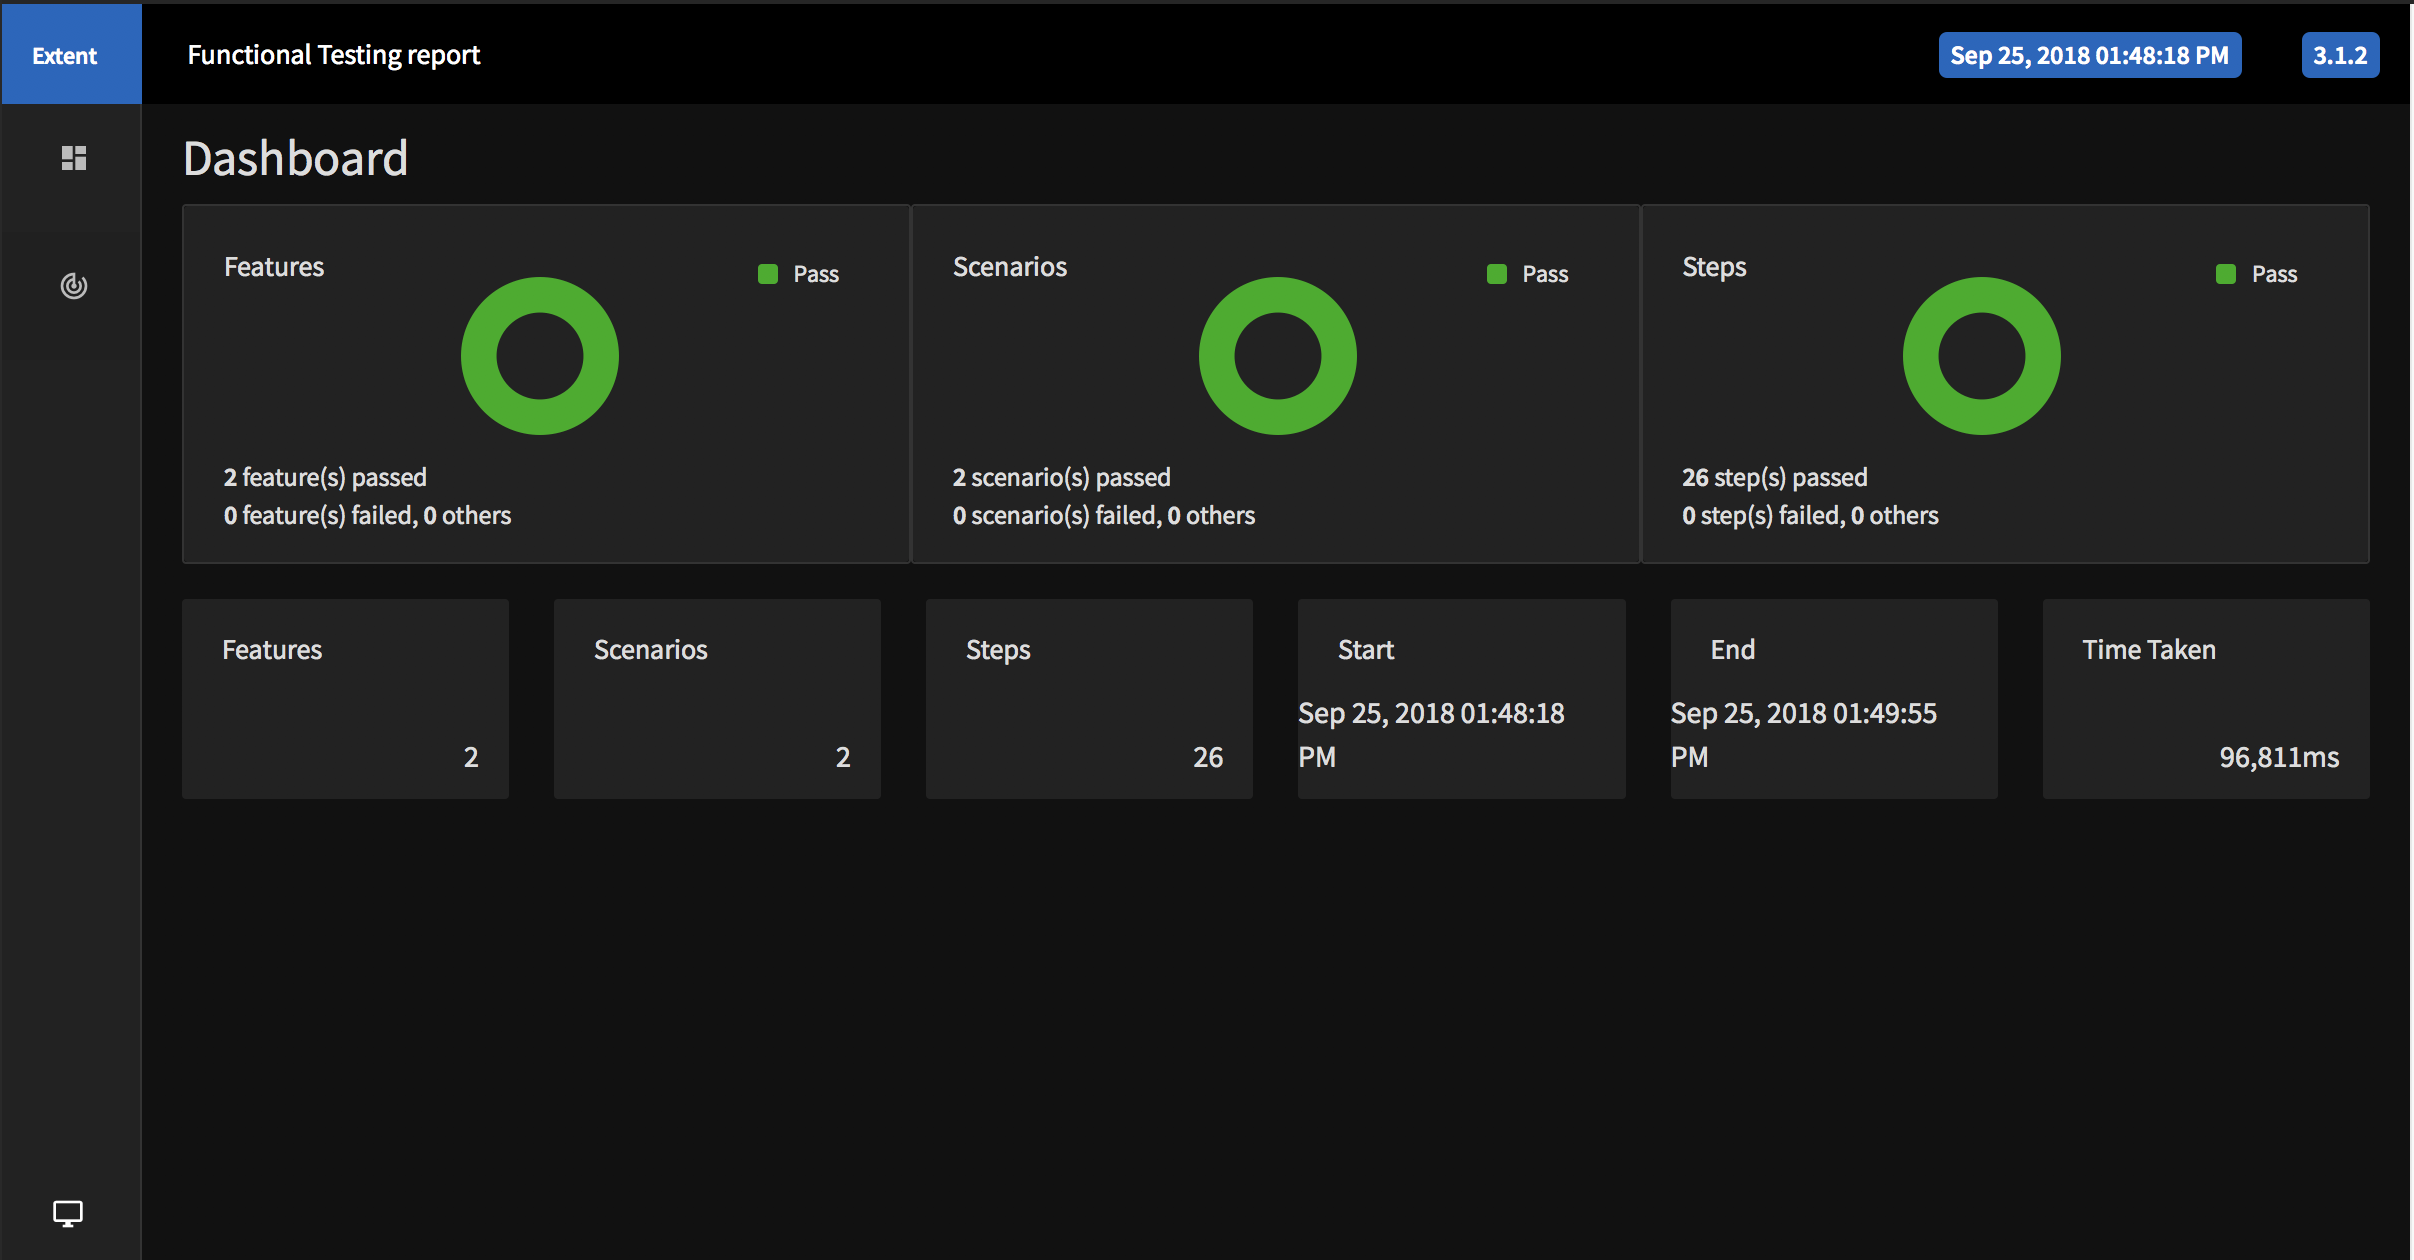 Extent
Functional Testing report
Sep 25, 2018 01:48:18 PM
3.1.2
Dashboard
Features
Pass
2 feature(s) passed
0 feature(s) failed, 0 others
Scenarios
Pass
2 scenario(s) passed
0 scenario(s) failed, 0 others
Steps
Pass
26 step(s) passed
0 step(s) failed, 0 others
Features
2
Scenarios
2
Steps
26
Start
Sep 25, 2018 01:48:18
PM
End
Sep 25, 2018 01:49:55
PM
Time Taken
96,811ms